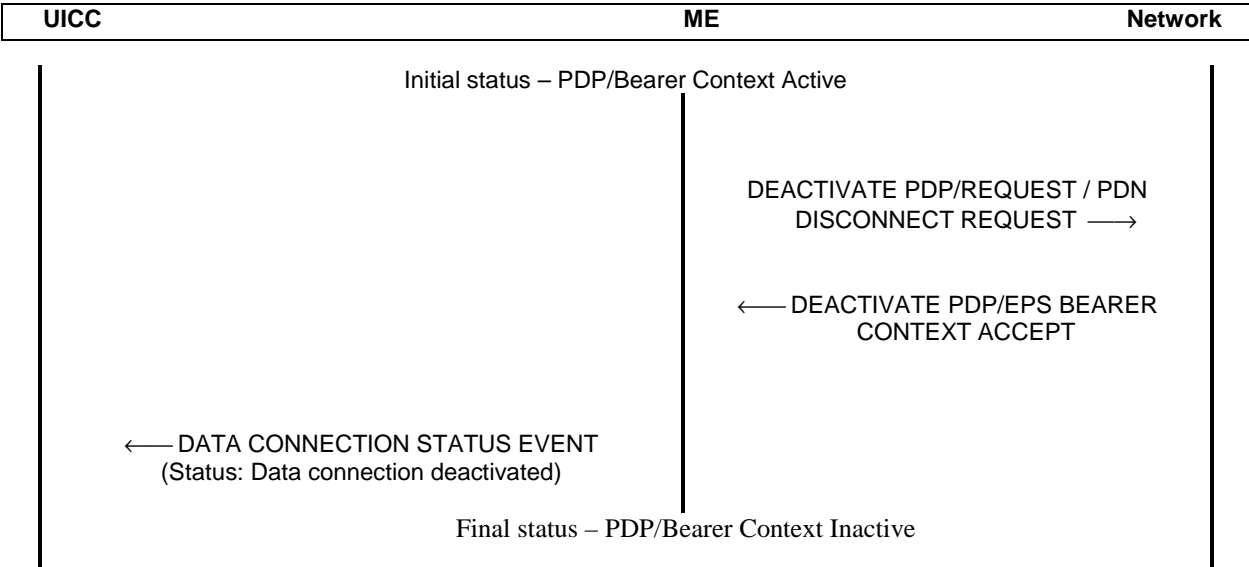 UICC ME Network
Initial status – PDP/Bearer Context Active
DEACTIVATE PDP/REQUEST / PDN
DISCONNECT REQUEST ⎯⎯→
←⎯⎯ DEACTIVATE PDP/EPS BEARER
CONTEXT ACCEPT
←⎯⎯ DATA CONNECTION STATUS EVENT
(Status: Data connection deactivated)
Final status – PDP/Bearer Context Inactive